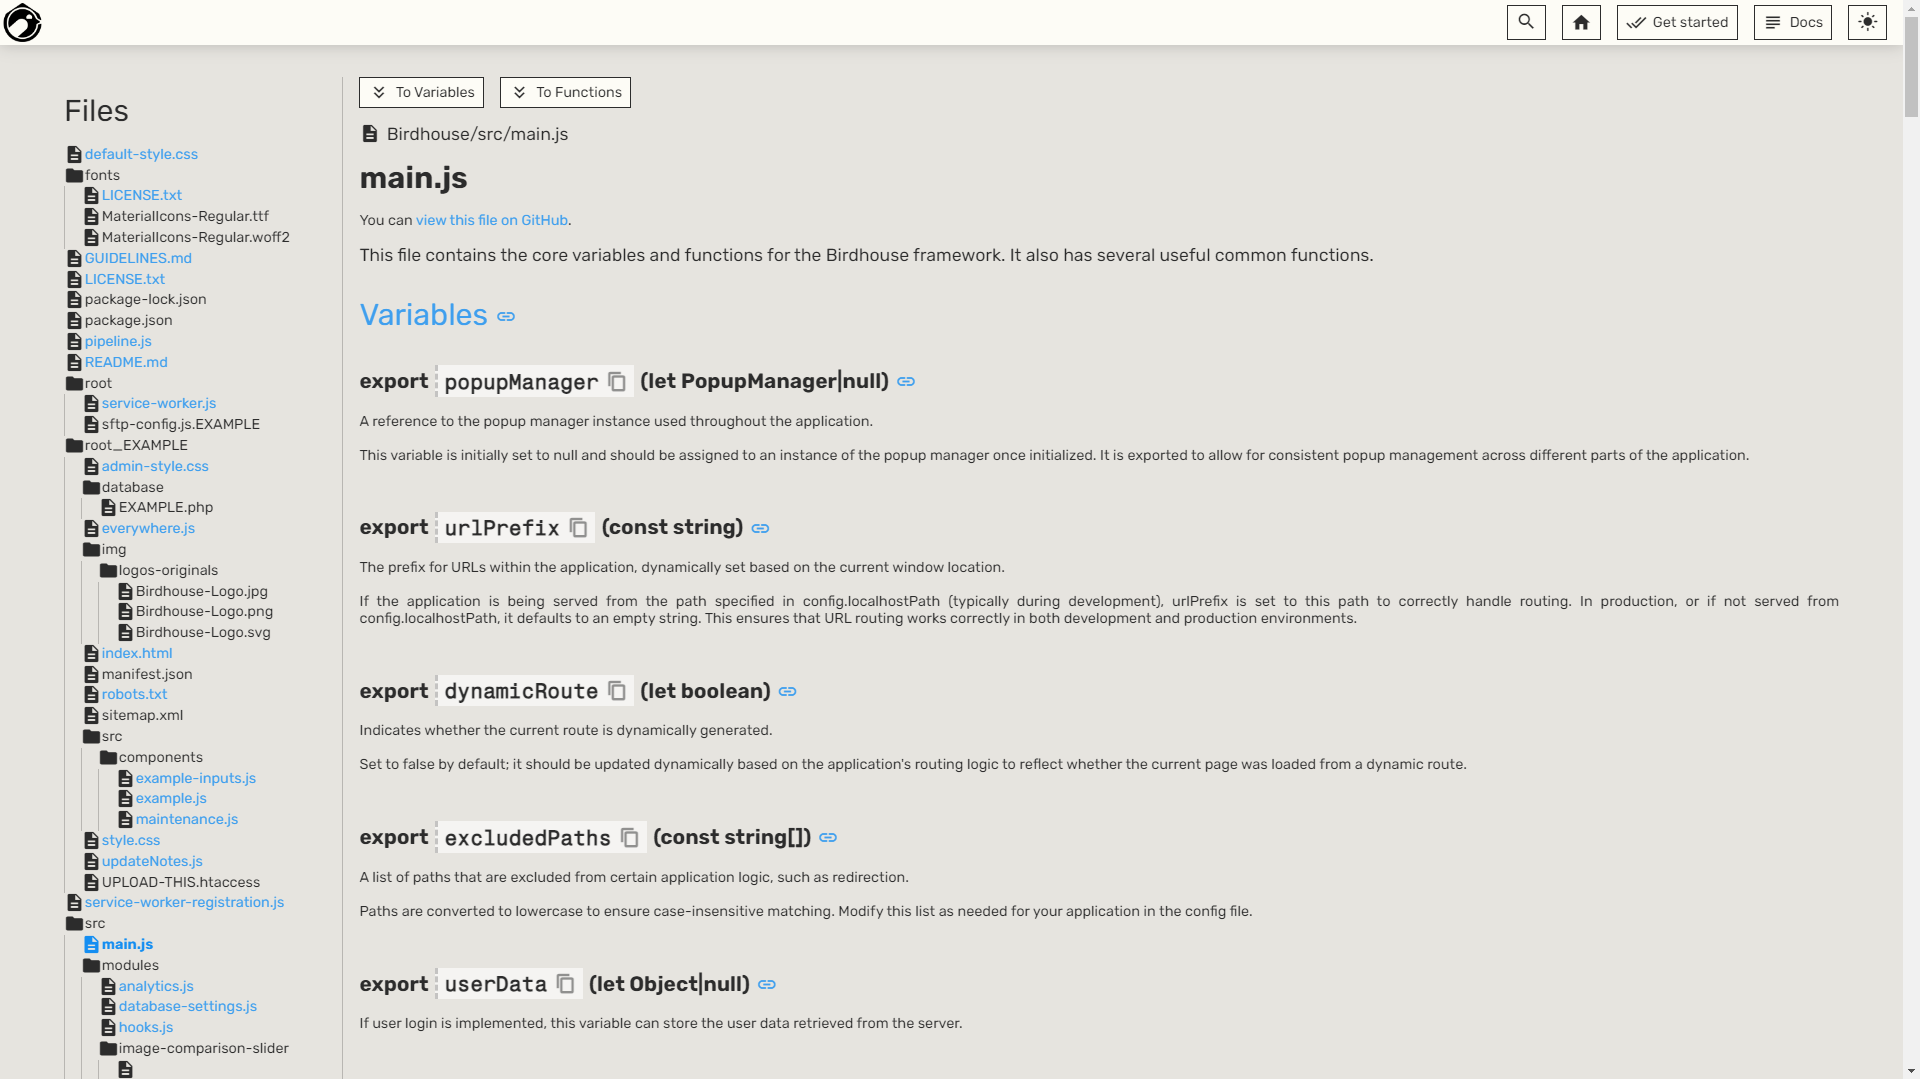 Get started
Docs
Files
default-style.css
fonts
LICENSE.txt
MaterialIcons-Regular.ttf
MaterialIcons-Regular.woff2
GUIDELINES.md
LICENSE.txt
package-lock.json
package.json
pipeline.js
README.md
root
service-worker.js
sftp-config.js.EXAMPLE
root_EXAMPLE
admin-style.css
database
EXAMPLE.php
everywhere.js
img
logos-originals
Birdhouse-Logo.jpg
Birdhouse-Logo.png
Birdhouse-Logo.svg
index.html
manifest.json
robots.txt
sitemap.xml
src
components
example-inputs.js
example.js
maintenance.js
style.css
updateNotes.js
UPLOAD-THIS.htaccess
service-worker-registration.js
src
main.js
modules
analytics.js
database-settings.js
hooks.js
image-comparison-slider
To Variables
To Functions
Birdhouse/src/main.js
main.js
You can view this file on GitHub.
This file contains the core variables and functions for the Birdhouse framework. It also has several useful common functions.
Variables
export popupManager (let PopupManager|null)
A reference to the popup manager instance used throughout the application.
This variable is initially set to null and should be assigned to an instance of the popup manager once initialized. It is exported to allow for consistent popup management across different parts of the application.
export urlPrefix (const string)
The prefix for URLs within the application, dynamically set based on the current window location.
If the application is being served from the path specified in config.localhostPath (typically during development), urlPrefix is set to this path to correctly handle routing. In production, or if not served from
config.localhostPath, it defaults to an empty string. This ensures that URL routing works correctly in both development and production environments.
export dynamicRoute (let boolean)
Indicates whether the current route is dynamically generated.
Set to false by default; it should be updated dynamically based on the application's routing logic to reflect whether the current page was loaded from a dynamic route.
export excludedPaths (const string[])
A list of paths that are excluded from certain application logic, such as redirection.
Paths are converted to lowercase to ensure case-insensitive matching. Modify this list as needed for your application in the config file.
export userData (let Object|null)
If user login is implemented, this variable can store the user data retrieved from the server.